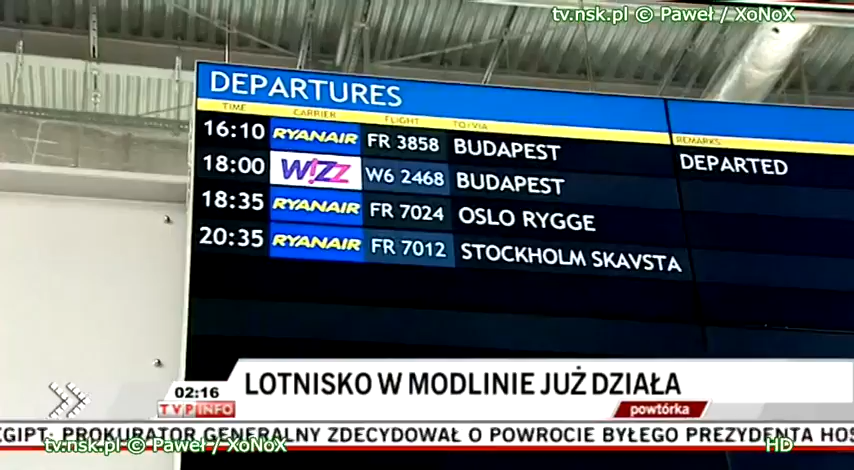 tv.nsk.pl © Paweł / XoNoX
DEPARTURES
TIME CARRIER FLIGHT TO/VIA REMARKS
16:10 RYANAIR FR 3858 BUDAPEST DEPARTED
18:00 W!ZZ W6 2468 BUDAPEST
18:35 RYANAIR FR 7024 OSLO RYGGE
20:35 RYANAIR FR 7012 STOCKHOLM SKAVSTA
LOTNISKO W MODLINIE JUŻ DZIAŁA
02:16
TVP INFO
powtórka
EGIPT: PROKURATOR GENERALNY ZDECYDOWAŁ O POWROCIE BYŁEGO PREZYDENTA HOS
tv.nsk.pl © Paweł / XoNoX
HD